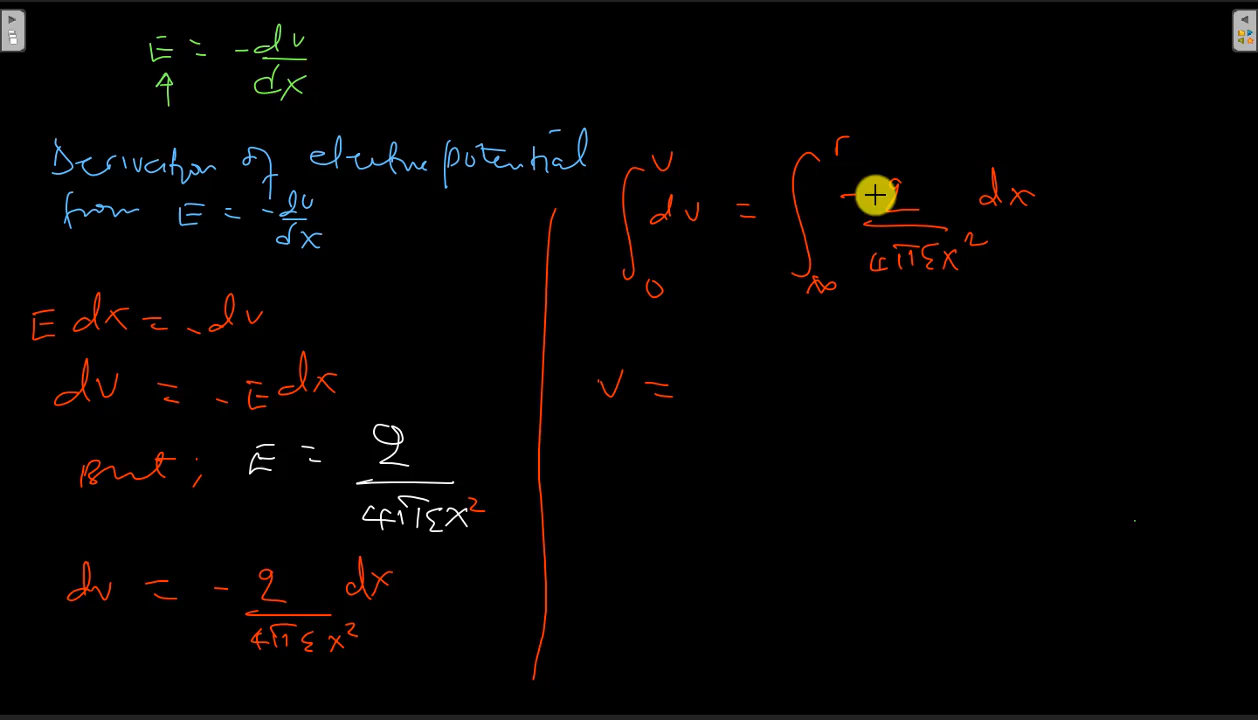 E = -dv/dx
Derivation of electric potential
from E = -dv/dx
E dx = -dv
dv = -E dx
But ; E = Q/4πεx²
dv = -Q/4πεx² dx
∫₀^V dv = ∫_∞^r -Q/4πεx² dx
V =